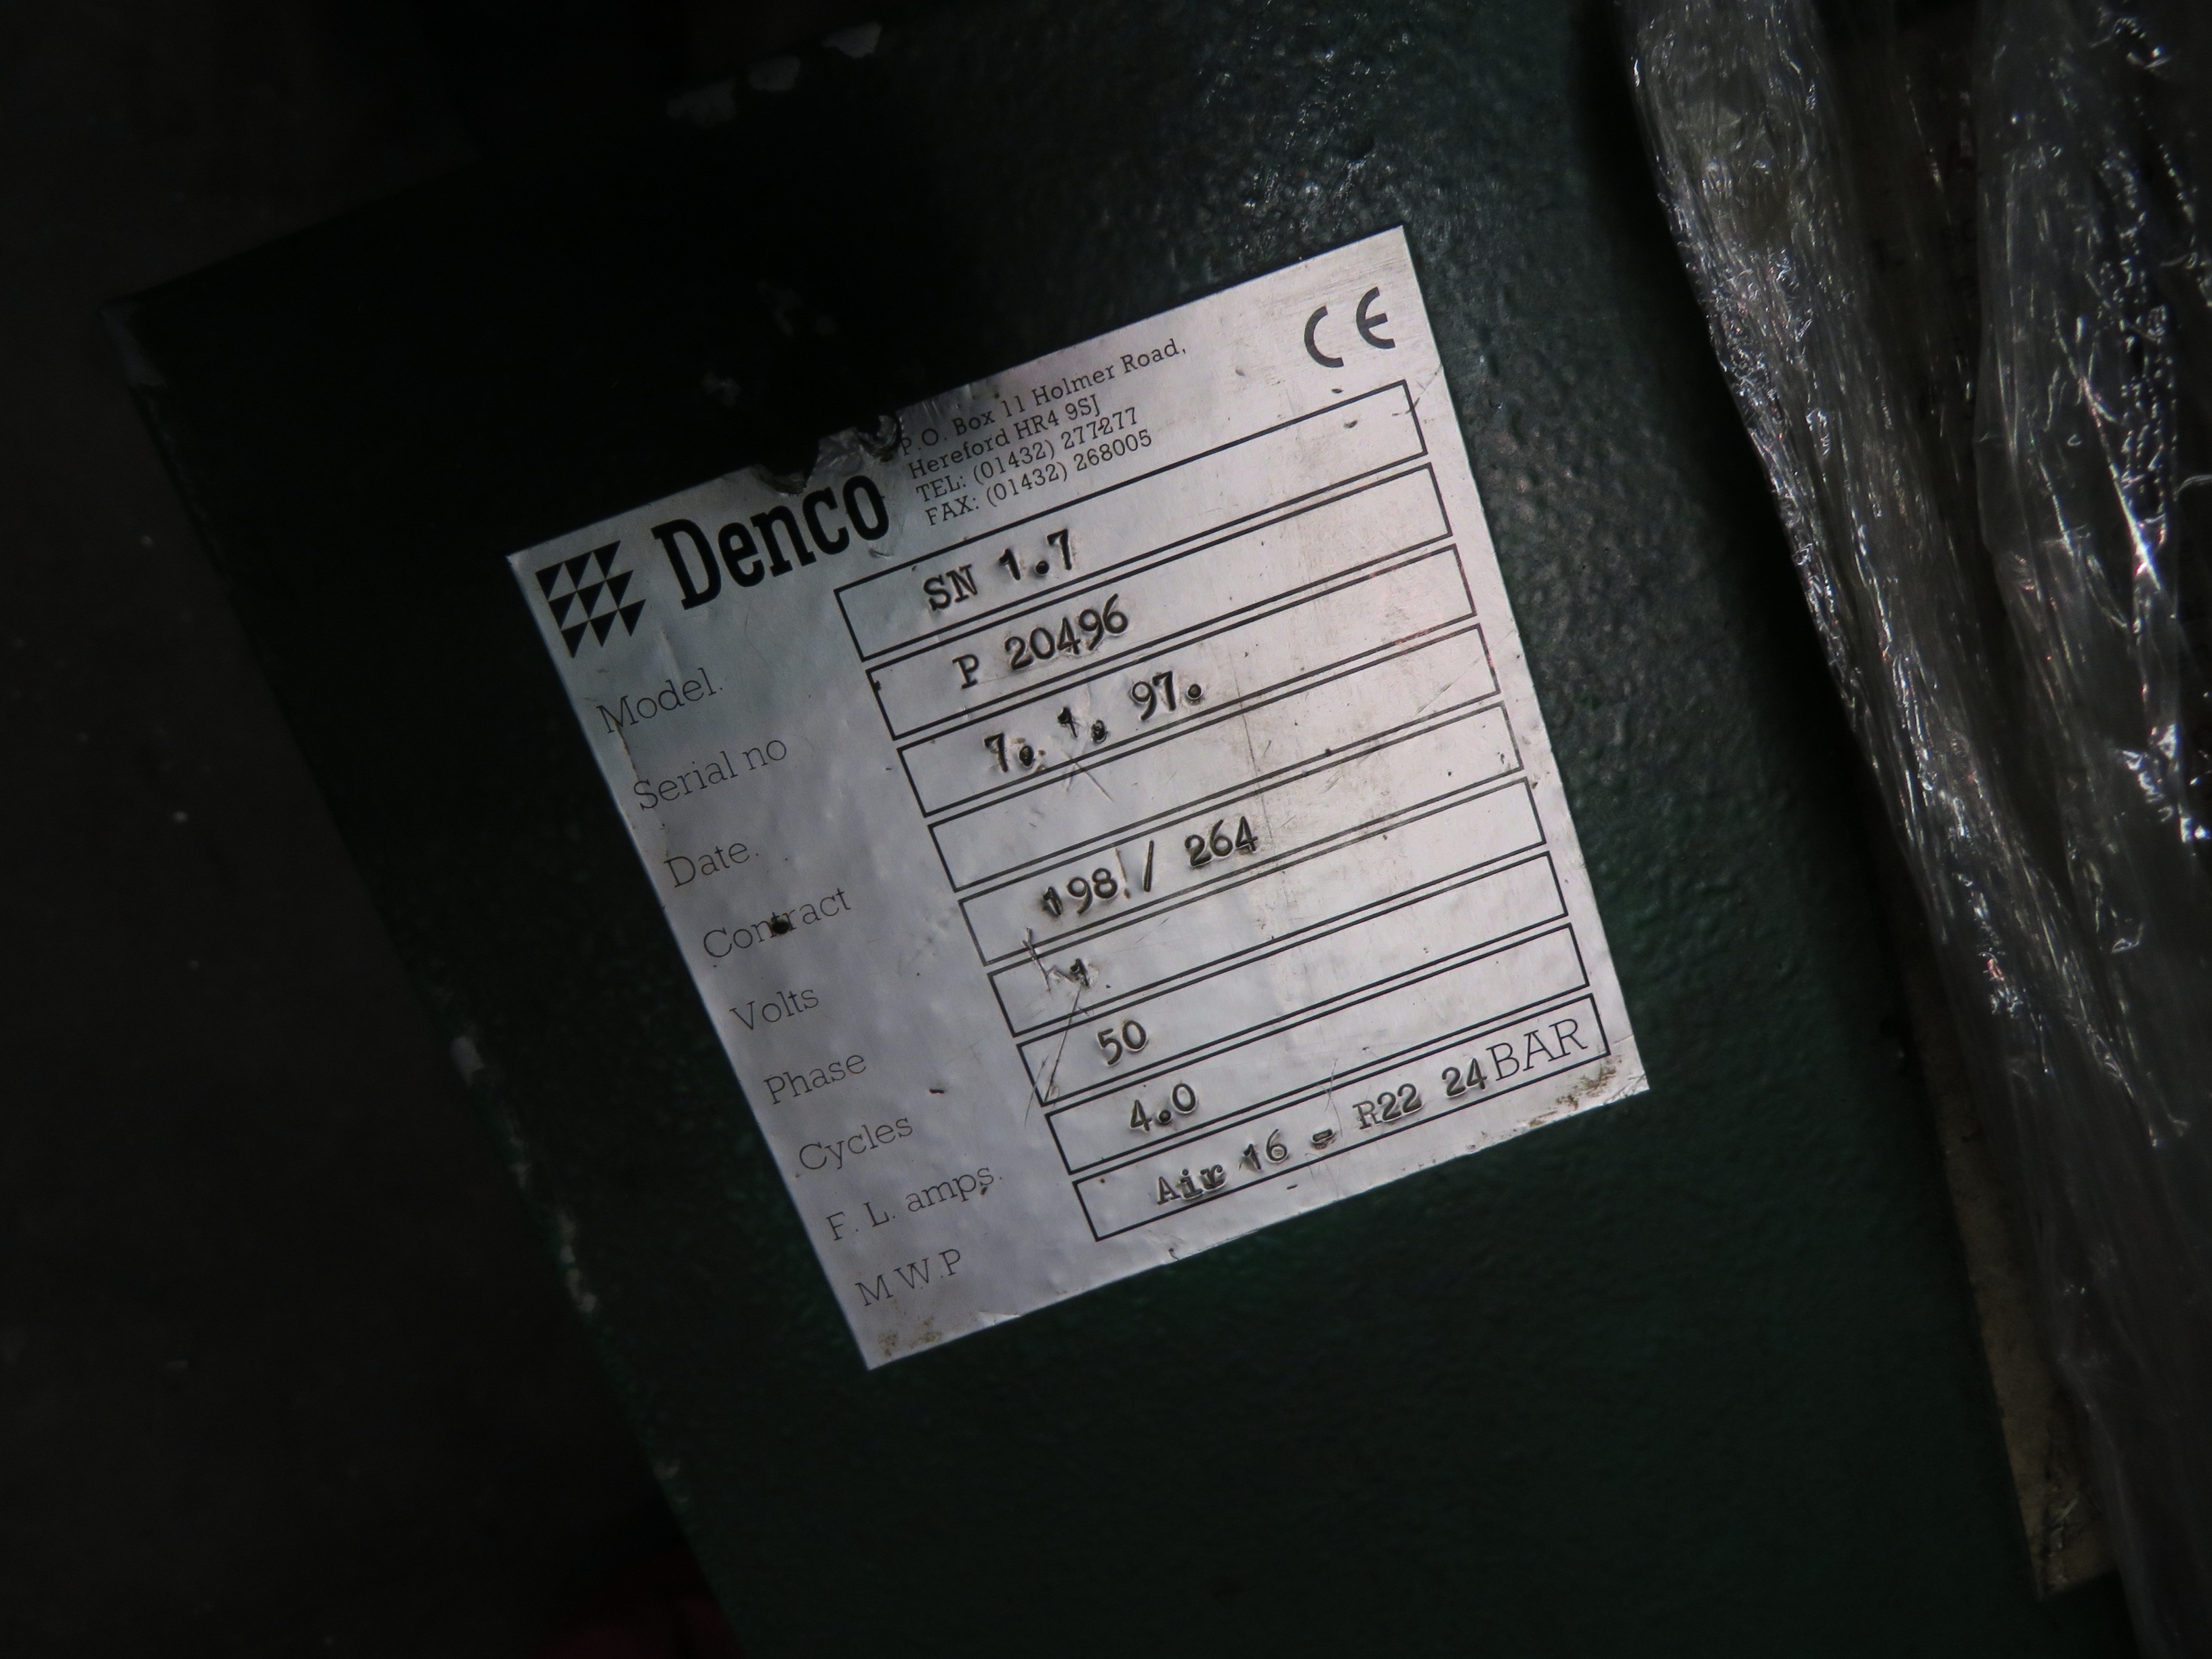 Denco
P.O. Box 11 Holmer Road,
Hereford HR4 9SJ
TEL: (01432) 277277
FAX: (01432) 268005
CE
Model. SN 1.7
Serial no P 20496
Date. 7. 1. 97.
Contract
Volts 198 / 264
Phase 1
Cycles 50
F. L. amps. 4.0
M.W.P Air 16 - R22 24 BAR